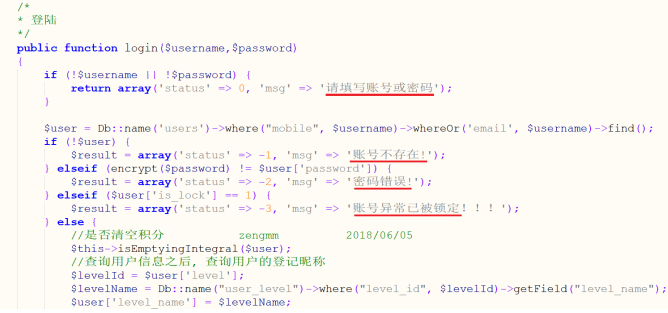 /*
* 登陆
*/
public function login($username,$password)
{
if (!$username || !$password) {
return array('status' => 0, 'msg' => '请填写账号或密码');
}
$user = Db::name('users')->where("mobile", $username)->whereOr('email', $username)->find();
if (!$user) {
$result = array('status' => -1, 'msg' => '账号不存在!');
} elseif (encrypt($password) != $user['password']) {
$result = array('status' => -2, 'msg' => '密码错误!');
} elseif ($user['is_lock'] == 1) {
$result = array('status' => -3, 'msg' => '账号异常已被锁定！！！');
} else {
//是否清空积分 zengmm 2018/06/05
$this->isEmptyingIntegral($user);
//查询用户信息之后, 查询用户的登记昵称
$levelId = $user['level'];
$levelName = Db::name("user_level")->where("level_id", $levelId)->getField("level_name");
$user['level_name'] = $levelName;